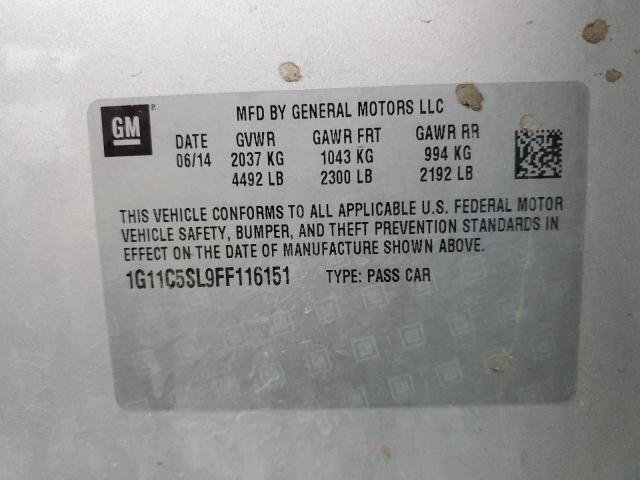 GM
MFD BY GENERAL MOTORS LLC
DATE GVWR GAWR FRT GAWR RR
06/14 2037 KG 1043 KG 994 KG
4492 LB 2300 LB 2192 LB
THIS VEHICLE CONFORMS TO ALL APPLICABLE U.S. FEDERAL MOTOR
VEHICLE SAFETY, BUMPER, AND THEFT PREVENTION STANDARDS IN
EFFECT ON THE DATE OF MANUFACTURE SHOWN ABOVE.
1G11C5SL9FF116151 TYPE: PASS CAR